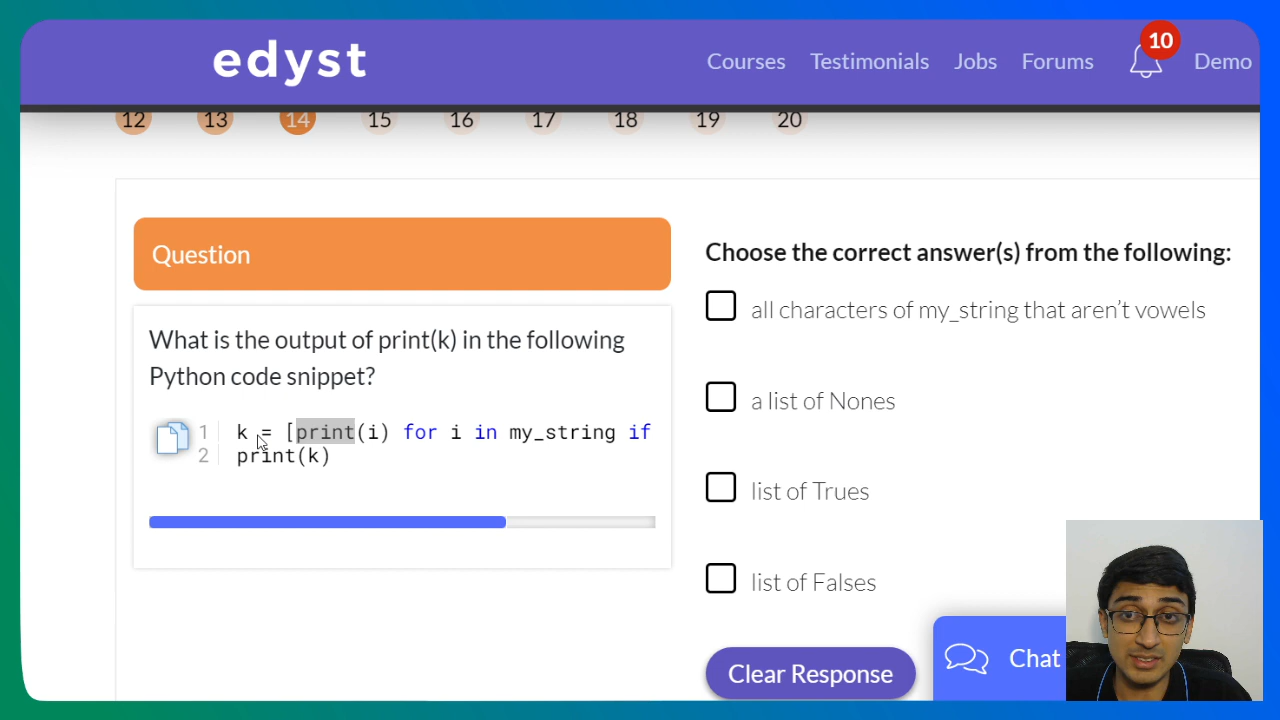 edyst
Courses Testimonials Jobs Forums 10 Demo
12 13 14 15 16 17 18 19 20
Question
What is the output of print(k) in the following
Python code snippet?
1 k = [print(i) for i in my_string if
2 print(k)
Choose the correct answer(s) from the following:
all characters of my_string that aren’t vowels
a list of Nones
list of Trues
list of Falses
Clear Response
Chat